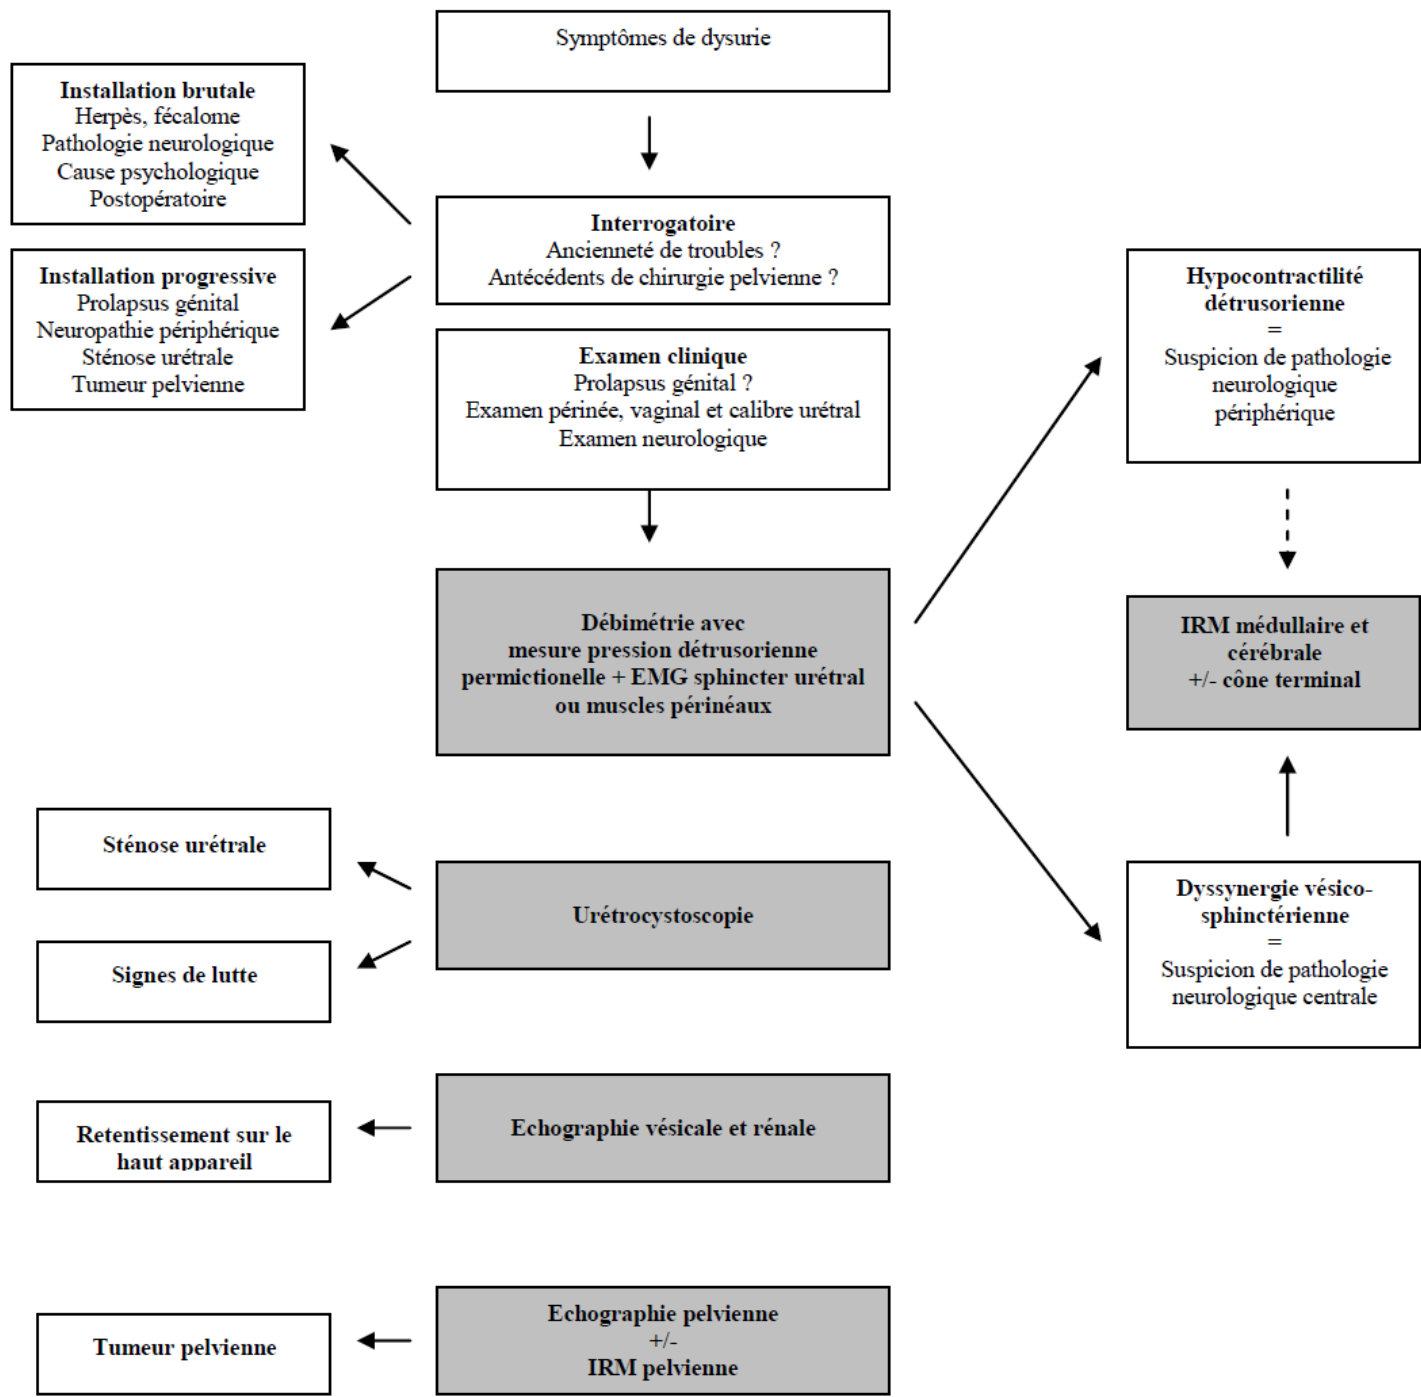 Symptômes de dysurie
Installation brutale
Herpès, fécalome
Pathologie neurologique
Cause psychologique
Postopératoire
Installation progressive
Prolapsus génital
Neuropathie périphérique
Sténose urétrale
Tumeur pelvienne
Interrogatoire
Ancienneté de troubles ?
Antécédents de chirurgie pelvienne ?
Examen clinique
Prolapsus génital ?
Examen périnée, vaginal et calibre urétral
Examen neurologique
Hypocontractilité
détrusorienne
=
Suspicion de pathologie
neurologique
périphérique
Débimétrie avec
mesure pression détrusorienne
permictionelle + EMG sphincter urétral
ou muscles périnéaux
IRM médullaire et
cérébrale
+/- cône terminal
Sténose urétrale
Signes de lutte
Urétrocystoscopie
Dyssynergie vésico-
sphinctérienne
=
Suspicion de pathologie
neurologique centrale
Retentissement sur le
haut appareil
Echographie vésicale et rénale
Tumeur pelvienne
Echographie pelvienne
+/-
IRM pelvienne